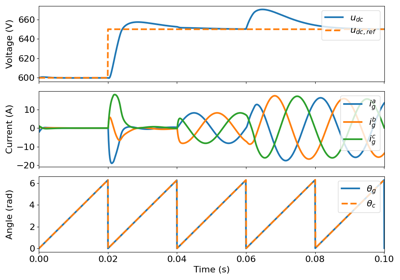 Voltage (V)
660
640
620
600
u_dc
u_dc,ref
Current (A)
10
0
−10
−20
i_g^a
i_g^b
i_g^c
Angle (rad)
6
4
2
0
θ_g
θ_c
0.00 0.02 0.04 0.06 0.08 0.10
Time (s)